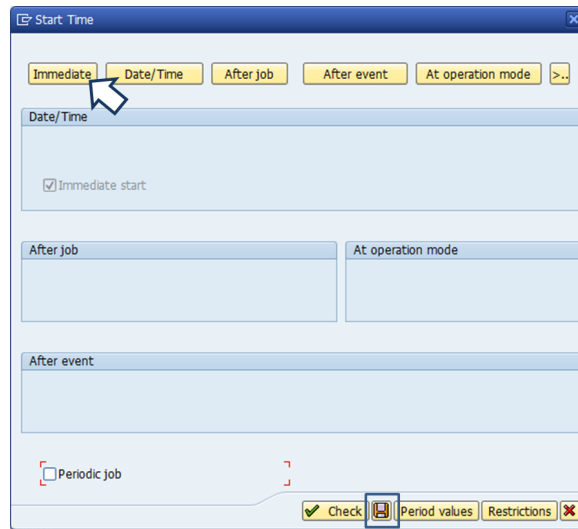 Start Time
Immediate Date/Time After job After event At operation mode >..
Date/Time
Immediate start
After job At operation mode
After event
Periodic job
Check Period values Restrictions